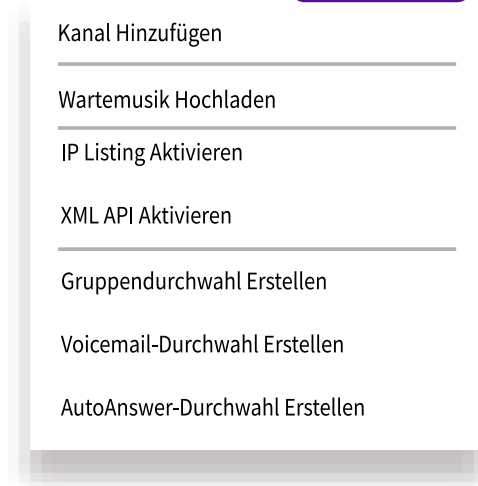 Kanal Hinzufügen
Wartemusik Hochladen
IP Listing Aktivieren
XML API Aktivieren
Gruppendurchwahl Erstellen
Voicemail-Durchwahl Erstellen
AutoAnswer-Durchwahl Erstellen